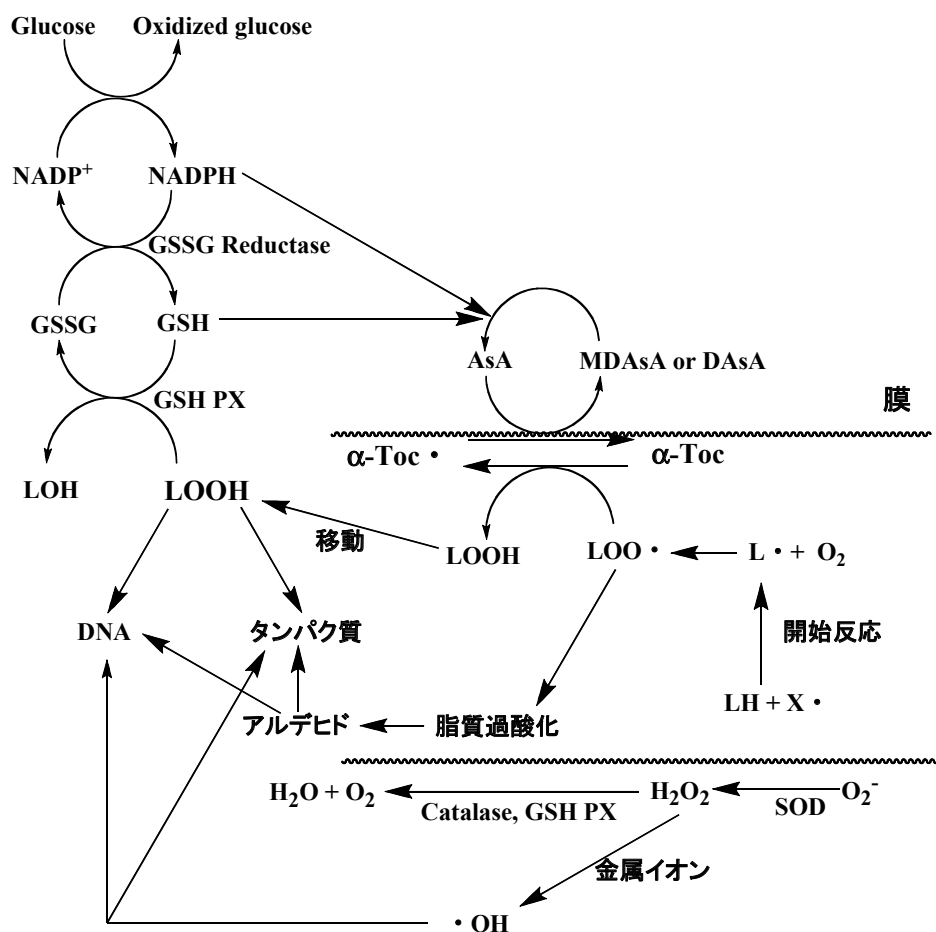 Glucose Oxidized glucose
NADP⁺ NADPH
GSSG Reductase
GSSG GSH
AsA MDAsA or DAsA
GSH PX
膜
α-Toc・ α-Toc
LOH LOOH
移動
LOOH LOO・ L・+ O₂
DNA タンパク質 開始反応
LH + X・
アルデヒド 脂質過酸化
H₂O + O₂ H₂O₂ O₂⁻
Catalase, GSH PX SOD
金属イオン
・OH